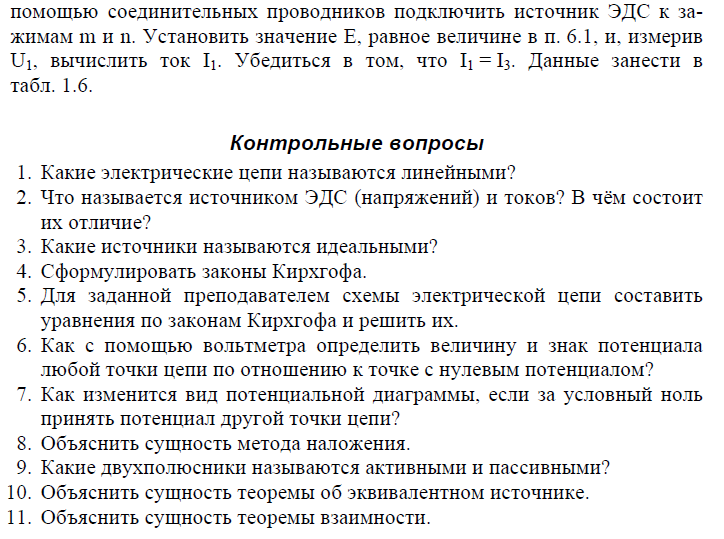 помощью соединительных проводников подключить источник ЭДС к за-
жимам m и n. Установить значение E, равное величине в п. 6.1, и, измерив
U₁, вычислить ток I₁. Убедиться в том, что I₁ = I₃. Данные занести в
табл. 1.6.
Контрольные вопросы
1. Какие электрические цепи называются линейными?
2. Что называется источником ЭДС (напряжений) и токов? В чём состоит
их отличие?
3. Какие источники называются идеальными?
4. Сформулировать законы Кирхгофа.
5. Для заданной преподавателем схемы электрической цепи составить
уравнения по законам Кирхгофа и решить их.
6. Как с помощью вольтметра определить величину и знак потенциала
любой точки цепи по отношению к точке с нулевым потенциалом?
7. Как изменится вид потенциальной диаграммы, если за условный ноль
принять потенциал другой точки цепи?
8. Объяснить сущность метода наложения.
9. Какие двухполюсники называются активными и пассивными?
10. Объяснить сущность теоремы об эквивалентном источнике.
11. Объяснить сущность теоремы взаимности.